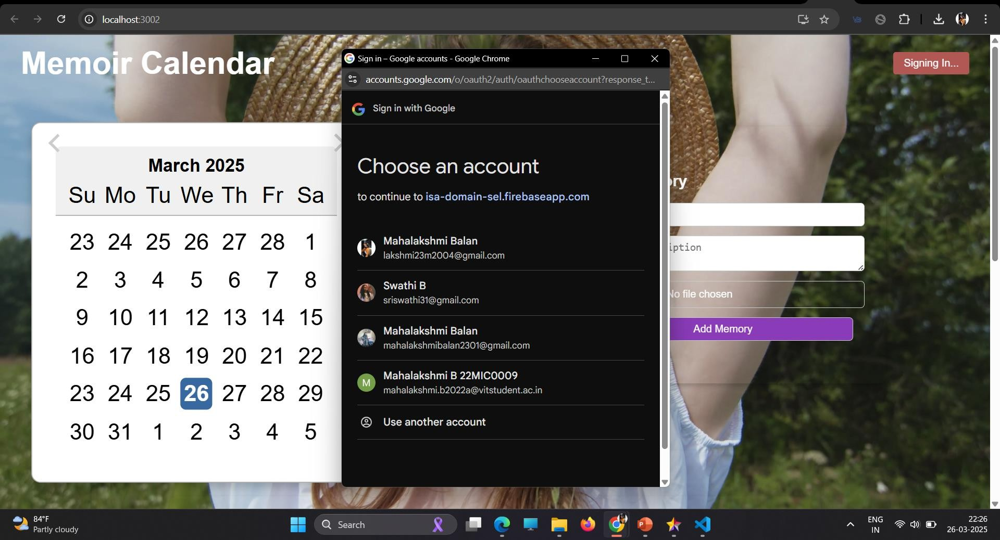 localhost:3002
Memoir Calendar
Signing In...
Sign in – Google accounts - Google Chrome
accounts.google.com/o/oauth2/auth/oauthchooseaccount?response_t...
Sign in with Google
Choose an account
to continue to isa-domain-sel.firebaseapp.com
Mahalakshmi Balan
lakshmi23m2004@gmail.com
Swathi B
sriswathi31@gmail.com
Mahalakshmi Balan
mahalakshmibalan2301@gmail.com
M
Mahalakshmi B 22MIC0009
mahalakshmi.b2022a@vitstudent.ac.in
Use another account
March 2025
Su Mo Tu We Th Fr Sa
23 24 25 26 27 28 1
2 3 4 5 6 7 8
9 10 11 12 13 14 15
16 17 18 19 20 21 22
23 24 25 26 27 28 29
30 31 1 2 3 4 5
ory
iption
No file chosen
Add Memory
84°F
Partly cloudy
Search
ENG
IN
22:26
26-03-2025